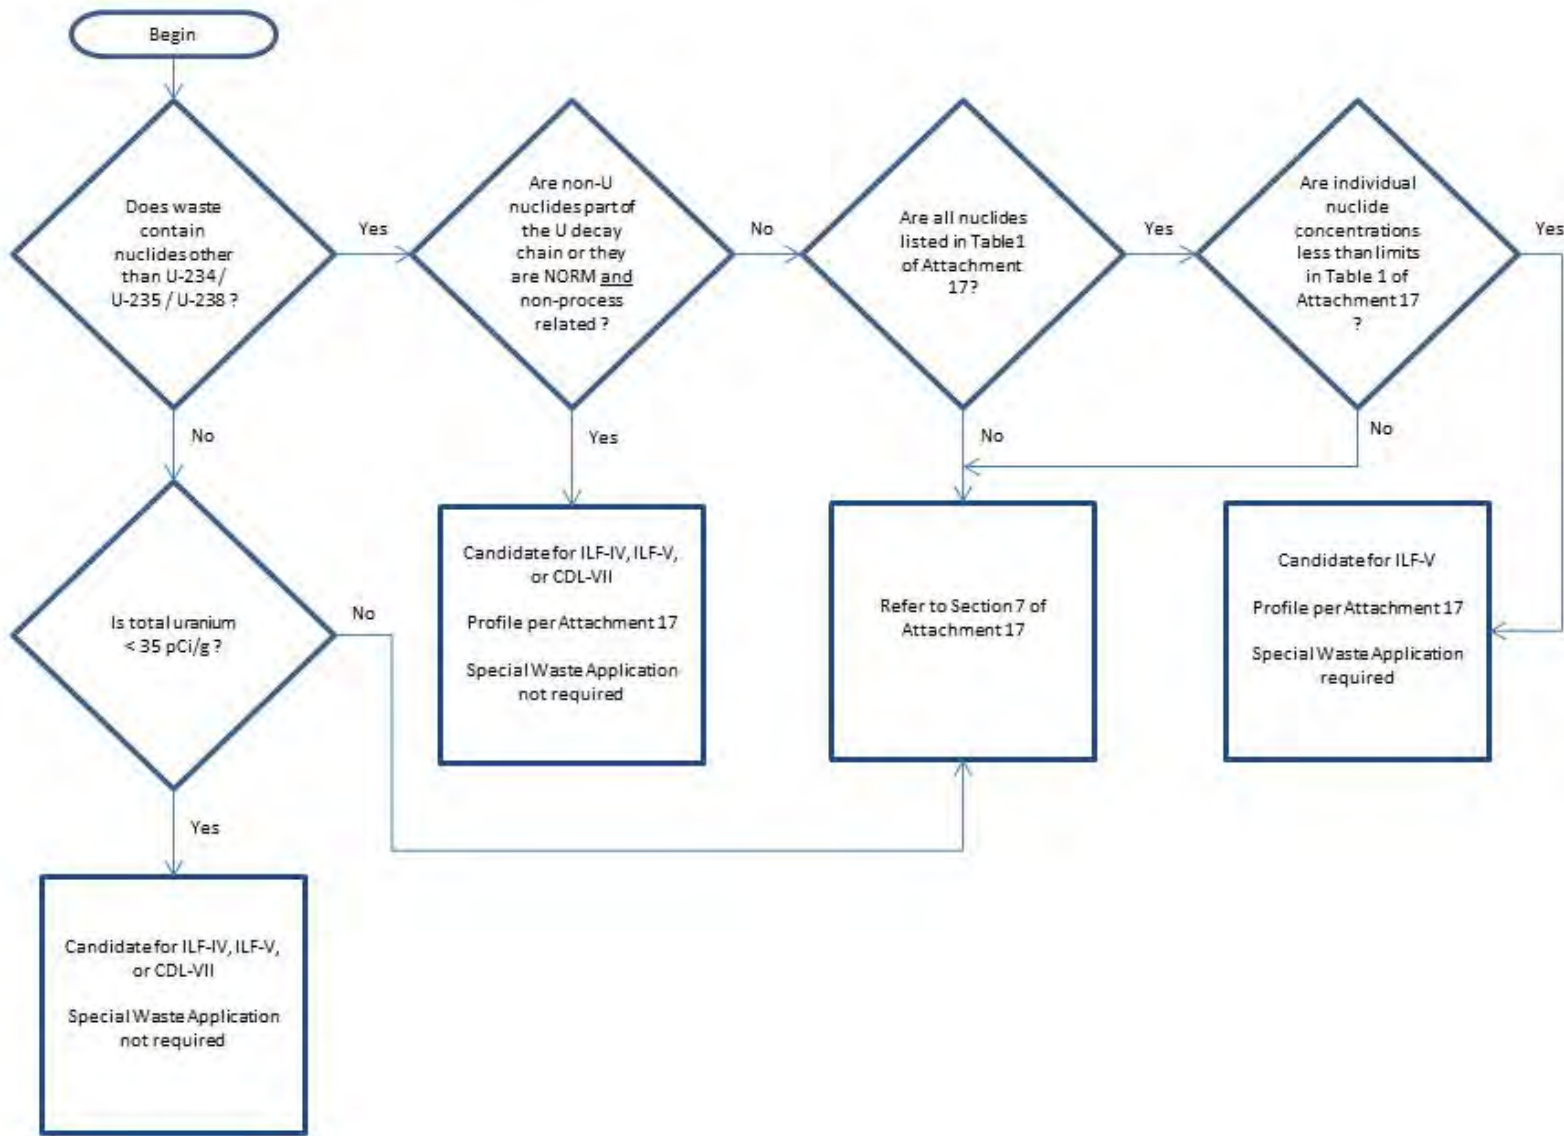 Begin
Does waste
contain
nuclides other
than U-234 /
U-235 / U-238 ?
Yes
No
Are non-U
nuclides part of
the U decay
chain or they
are NORM and
non-process
related ?
No
Yes
Are all nuclides
listed in Table1
of Attachment
17?
Yes
No
Are individual
nuclide
concentrations
less than limits
in Table 1 of
Attachment 17
?
Yes
No
Is total uranium
< 35 pCi/g ?
No
Yes
Candidate for ILF-IV, ILF-V,
or CDL-VII
Profile per Attachment 17
Special Waste Application
not required
Refer to Section 7 of
Attachment 17
Candidate for ILF-V
Profile per Attachment 17
Special Waste Application
required
Candidate for ILF-IV, ILF-V,
or CDL-VII
Special Waste Application
not required